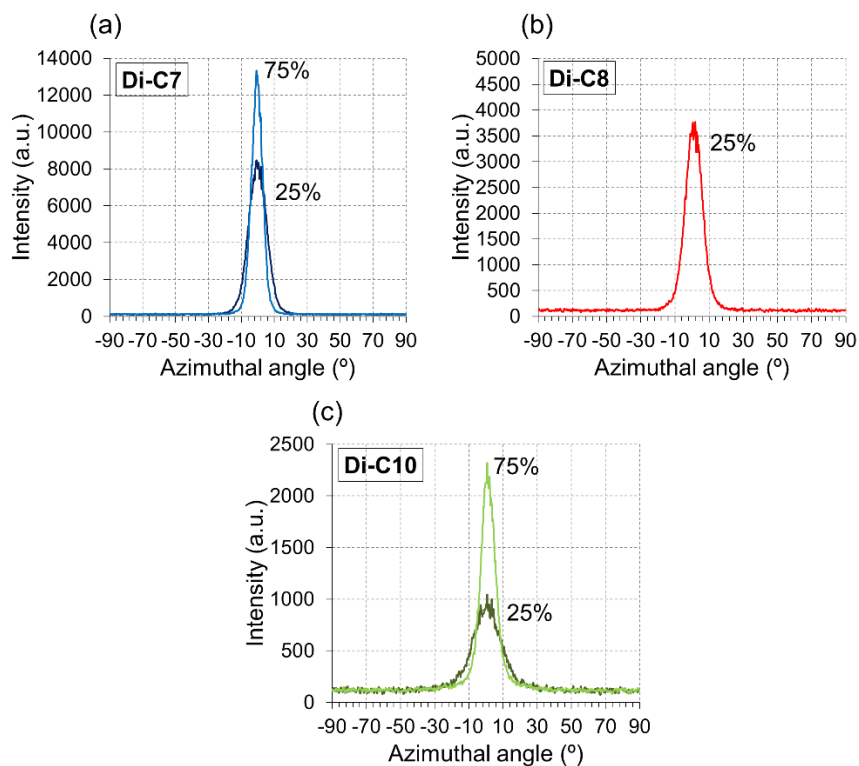 (a)
Di-C7
75%
25%
Intensity (a.u.)
14000
12000
10000
8000
6000
4000
2000
0
-90 -70 -50 -30 -10 10 30 50 70 90
Azimuthal angle (º)
(b)
Di-C8
25%
Intensity (a.u.)
5000
4500
4000
3500
3000
2500
2000
1500
1000
500
0
-90 -70 -50 -30 -10 10 30 50 70 90
Azimuthal angle (º)
(c)
Di-C10
75%
25%
Intensity (a.u.)
2500
2000
1500
1000
500
0
-90 -70 -50 -30 -10 10 30 50 70 90
Azimuthal angle (º)